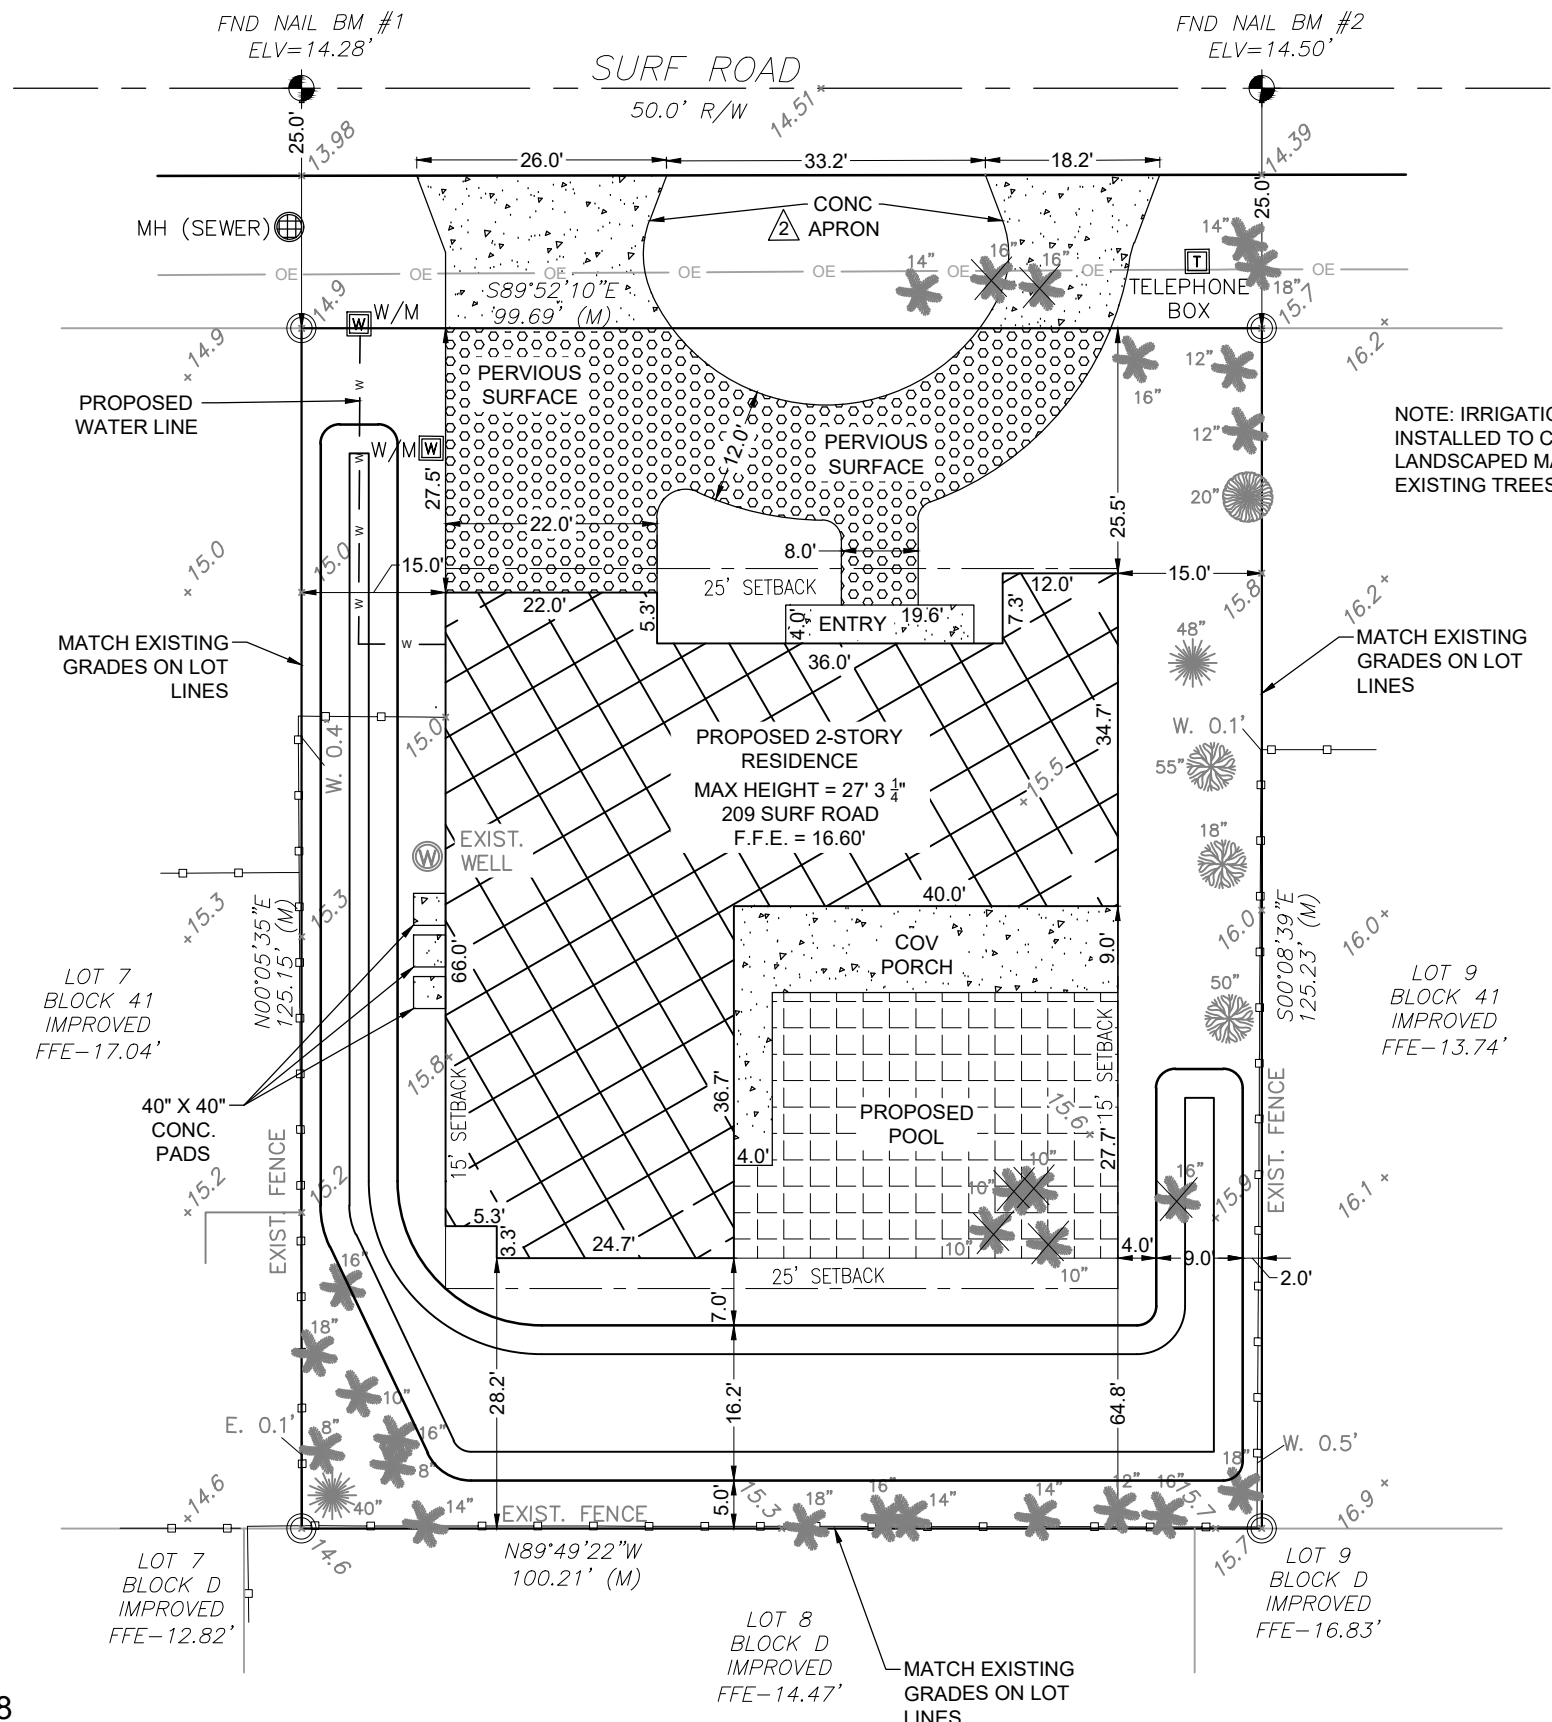 FND NAIL BM #1
ELV=14.28'
FND NAIL BM #2
ELV=14.50'
SURF ROAD
50.0' R/W
14.51
25.0'
13.98
14.39
25.0'
26.0'
33.2'
18.2'
CONC
APRON
2
MH (SEWER)
OE
OE
OE
OE
OE
OE
OE
OE
14"
16"
16"
14"
18"
T
TELEPHONE
BOX
S89°52'10"E
99.69' (M)
14.9
15.7
W
W/M
14.9
16.2
PROPOSED
WATER LINE
W
W/M
W
W
W
W
W
W
PERVIOUS
SURFACE
PERVIOUS
SURFACE
12.0'
27.5'
22.0'
8.0'
25.5'
16"
12"
12"
20"
NOTE: IRRIGATIO
INSTALLED TO C
LANDSCAPED MA
EXISTING TREES
15.0
15.0
15.0'
25' SETBACK
22.0'
5.3'
4.0'
ENTRY
19.6'
7.3'
12.0'
15.0'
15.8
16.2
36.0'
48"
MATCH EXISTING
GRADES ON LOT
LINES
MATCH EXISTING
GRADES ON LOT
LINES
W. 0.4'
15.0
PROPOSED 2-STORY
RESIDENCE
MAX HEIGHT = 27' 3 1/4"
209 SURF ROAD
F.F.E. = 16.60'
15.5
34.7'
W. 0.1'
55"
18"
W
EXIST.
WELL
40.0'
15.3
15.3
N00°05'35"E
125.15' (M)
66.0'
COV
PORCH
9.0'
16.0
16.0
S00°08'39"E
125.23' (M)
50"
LOT 7
BLOCK 41
IMPROVED
FFE-17.04'
LOT 9
BLOCK 41
IMPROVED
FFE-13.74'
15.8
15' SETBACK
36.7'
4.0'
PROPOSED
POOL
15.6
15' SETBACK
27.7'
40" X 40"
CONC.
PADS
EXIST. FENCE
EXIST. FENCE
15.2
15.2
10"
10"
10"
10"
16"
15.9
16.1
5.3'
3.3'
24.7'
4.0'
9.0'
2.0'
25' SETBACK
7.0'
16"
18"
10"
16"
8"
8"
40"
14"
E. 0.1'
28.2'
16.2'
64.8'
5.0'
W. 0.5'
18"
14.6
14.6
EXIST. FENCE
15.3
18"
16"
14"
14"
12"
16"
15.7
15.7
16.9
N89°49'22"W
100.21' (M)
LOT 7
BLOCK D
IMPROVED
FFE-12.82'
LOT 8
BLOCK D
IMPROVED
FFE-14.47'
LOT 9
BLOCK D
IMPROVED
FFE-16.83'
MATCH EXISTING
GRADES ON LOT
LINES
8